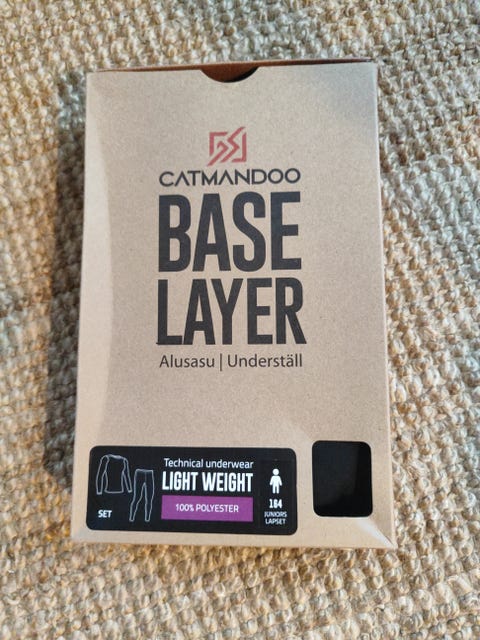 CATMANDOO
BASE
LAYER
Alusasu | Underställ
Technical underwear
LIGHT WEIGHT
100% POLYESTER
SET
164
JUNIORS
LAPSET